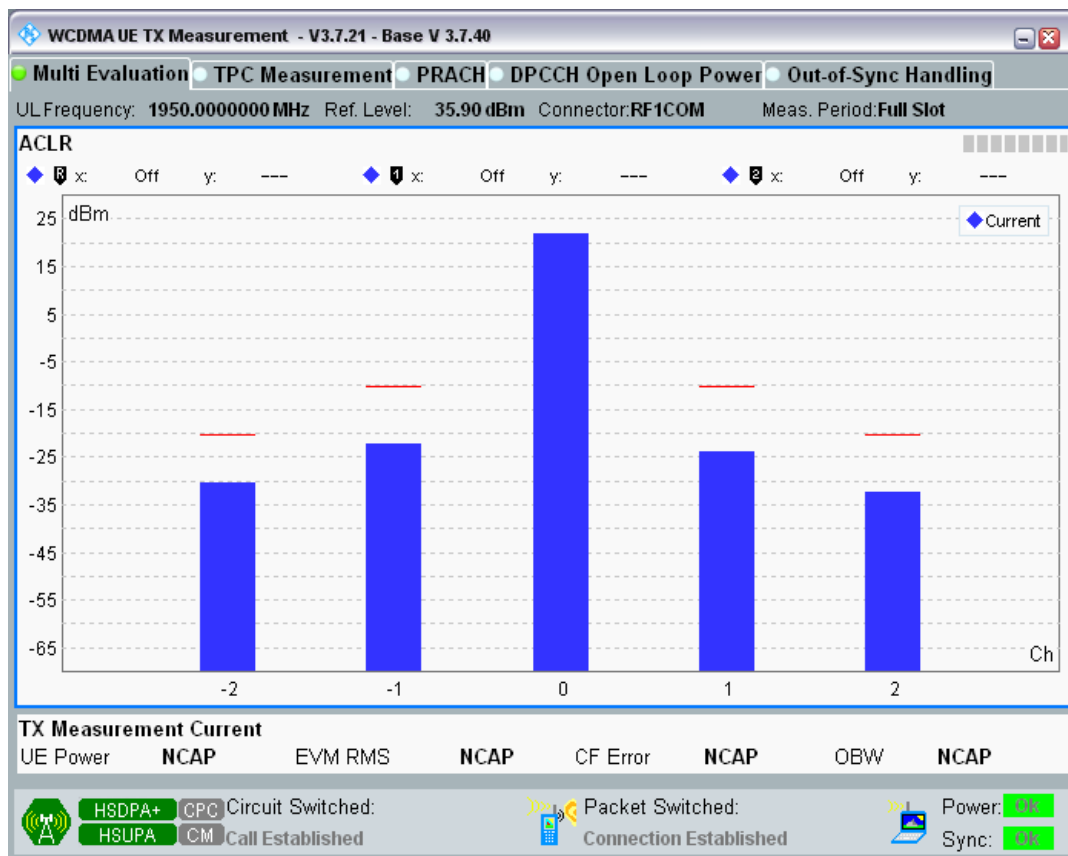 WCDMA UE TX Measurement - V3.7.21 - Base V 3.7.40
Multi Evaluation TPC Measurement PRACH DPCCH Open Loop Power Out-of-Sync Handling
UL Frequency: 1950.0000000 MHz Ref. Level: 35.90 dBm Connector:RF1COM Meas. Period:Full Slot
ACLR
R x: Off y: --- 1 x: Off y: --- 2 x: Off y: ---
dBm
Current
25
15
5
-5
-15
-25
-35
-45
-55
-65
Ch
-2 -1 0 1 2
TX Measurement Current
UE Power NCAP EVM RMS NCAP CF Error NCAP OBW NCAP
HSDPA+ CPC Circuit Switched: Packet Switched: Power: OK
HSUPA CM Call Established Connection Established Sync: OK